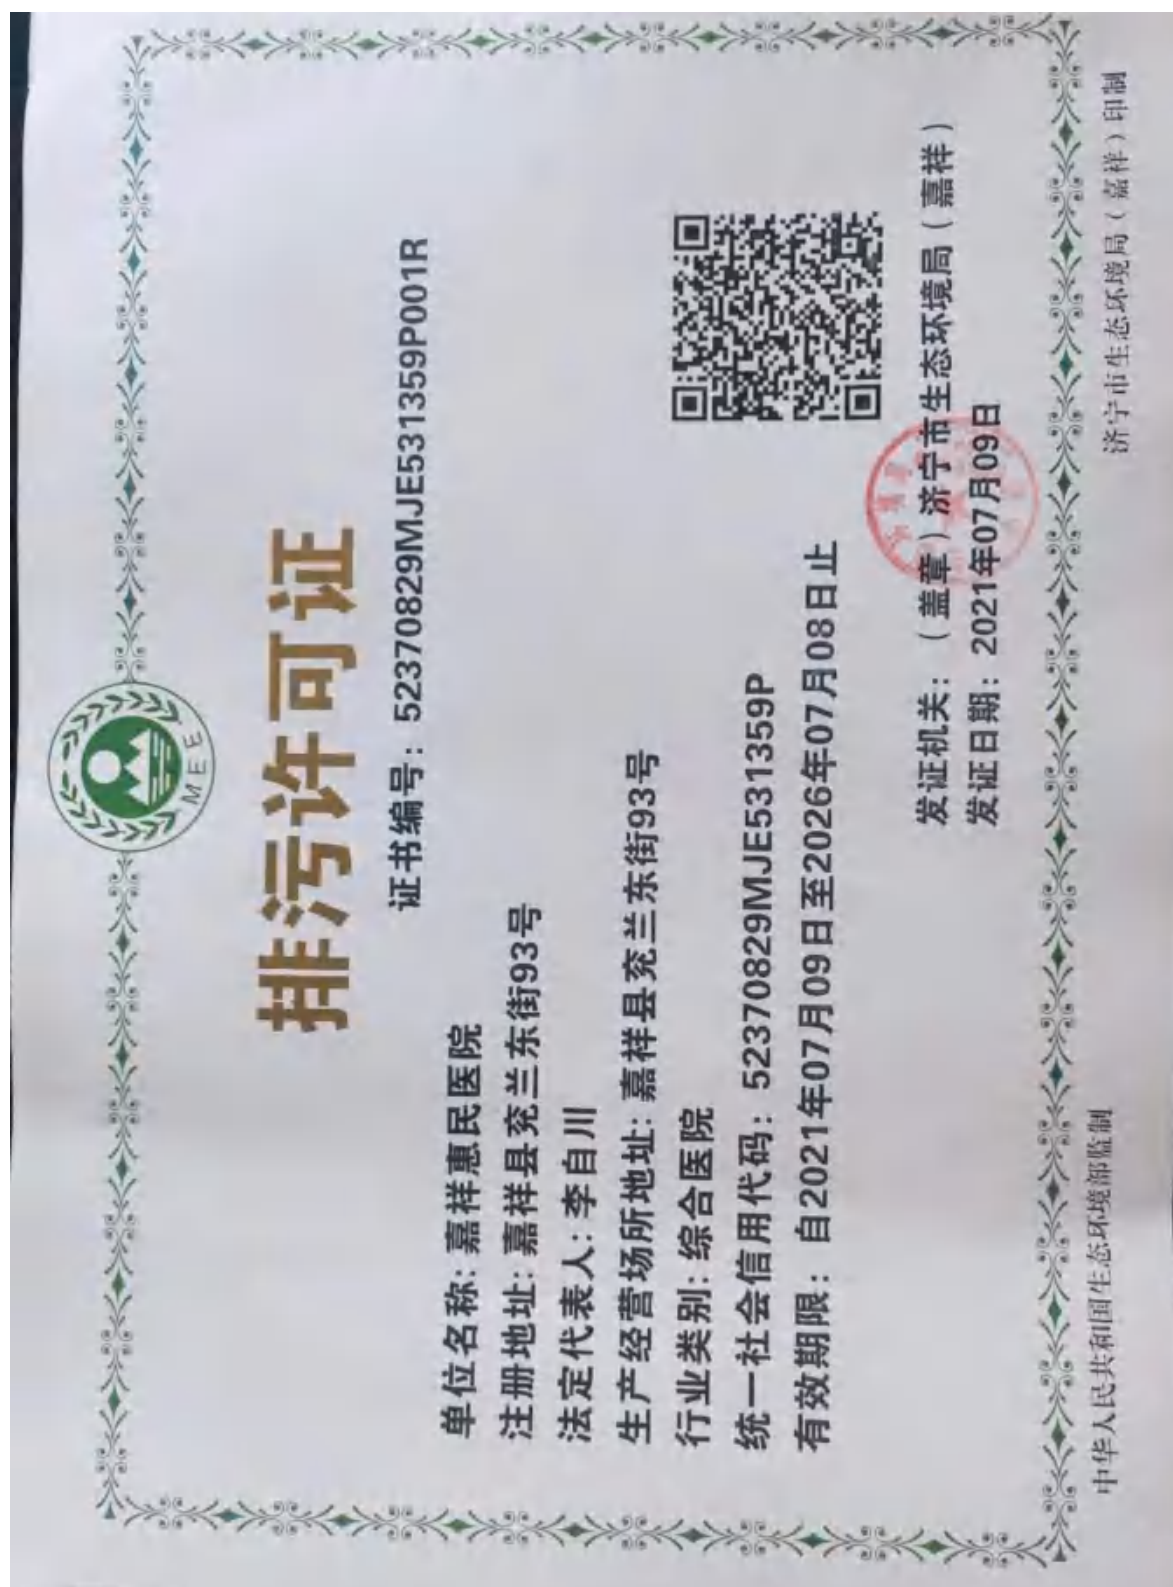 MEE
排污许可证
证书编号：52370829MJE531359P001R
单位名称：嘉祥惠民医院
注册地址：嘉祥县兖兰东街93号
法定代表人：李自川
生产经营场所地址：嘉祥县兖兰东街93号
行业类别：综合医院
统一社会信用代码：52370829MJE531359P
有效期限：自2021年07月09日至2026年07月08日止
发证机关：（盖章）济宁市生态环境局（嘉祥）
发证日期：2021年07月09日
中华人民共和国生态环境部监制
济宁市生态环境局（嘉祥）印制